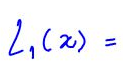 L₁(x) =